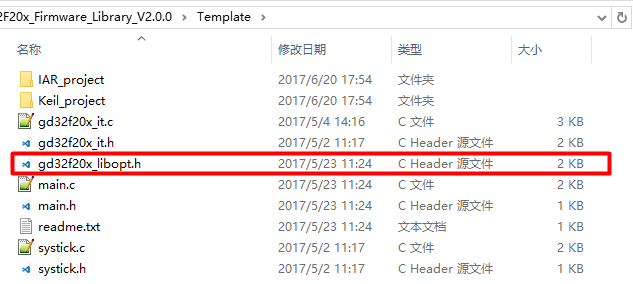 2F20x_Firmware_Library_V2.0.0 > Template >
名称 修改日期 类型 大小
IAR_project 2017/6/20 17:54 文件夹
Keil_project 2017/6/20 17:54 文件夹
gd32f20x_it.c 2017/5/4 14:16 C 文件 3 KB
gd32f20x_it.h 2017/5/2 11:17 C Header 源文件 2 KB
gd32f20x_libopt.h 2017/5/23 11:24 C Header 源文件 2 KB
main.c 2017/5/23 11:24 C 文件 2 KB
main.h 2017/5/23 11:24 C Header 源文件 1 KB
readme.txt 2017/5/23 11:24 文本文档 2 KB
systick.c 2017/5/2 11:17 C 文件 2 KB
systick.h 2017/5/2 11:17 C Header 源文件 1 KB